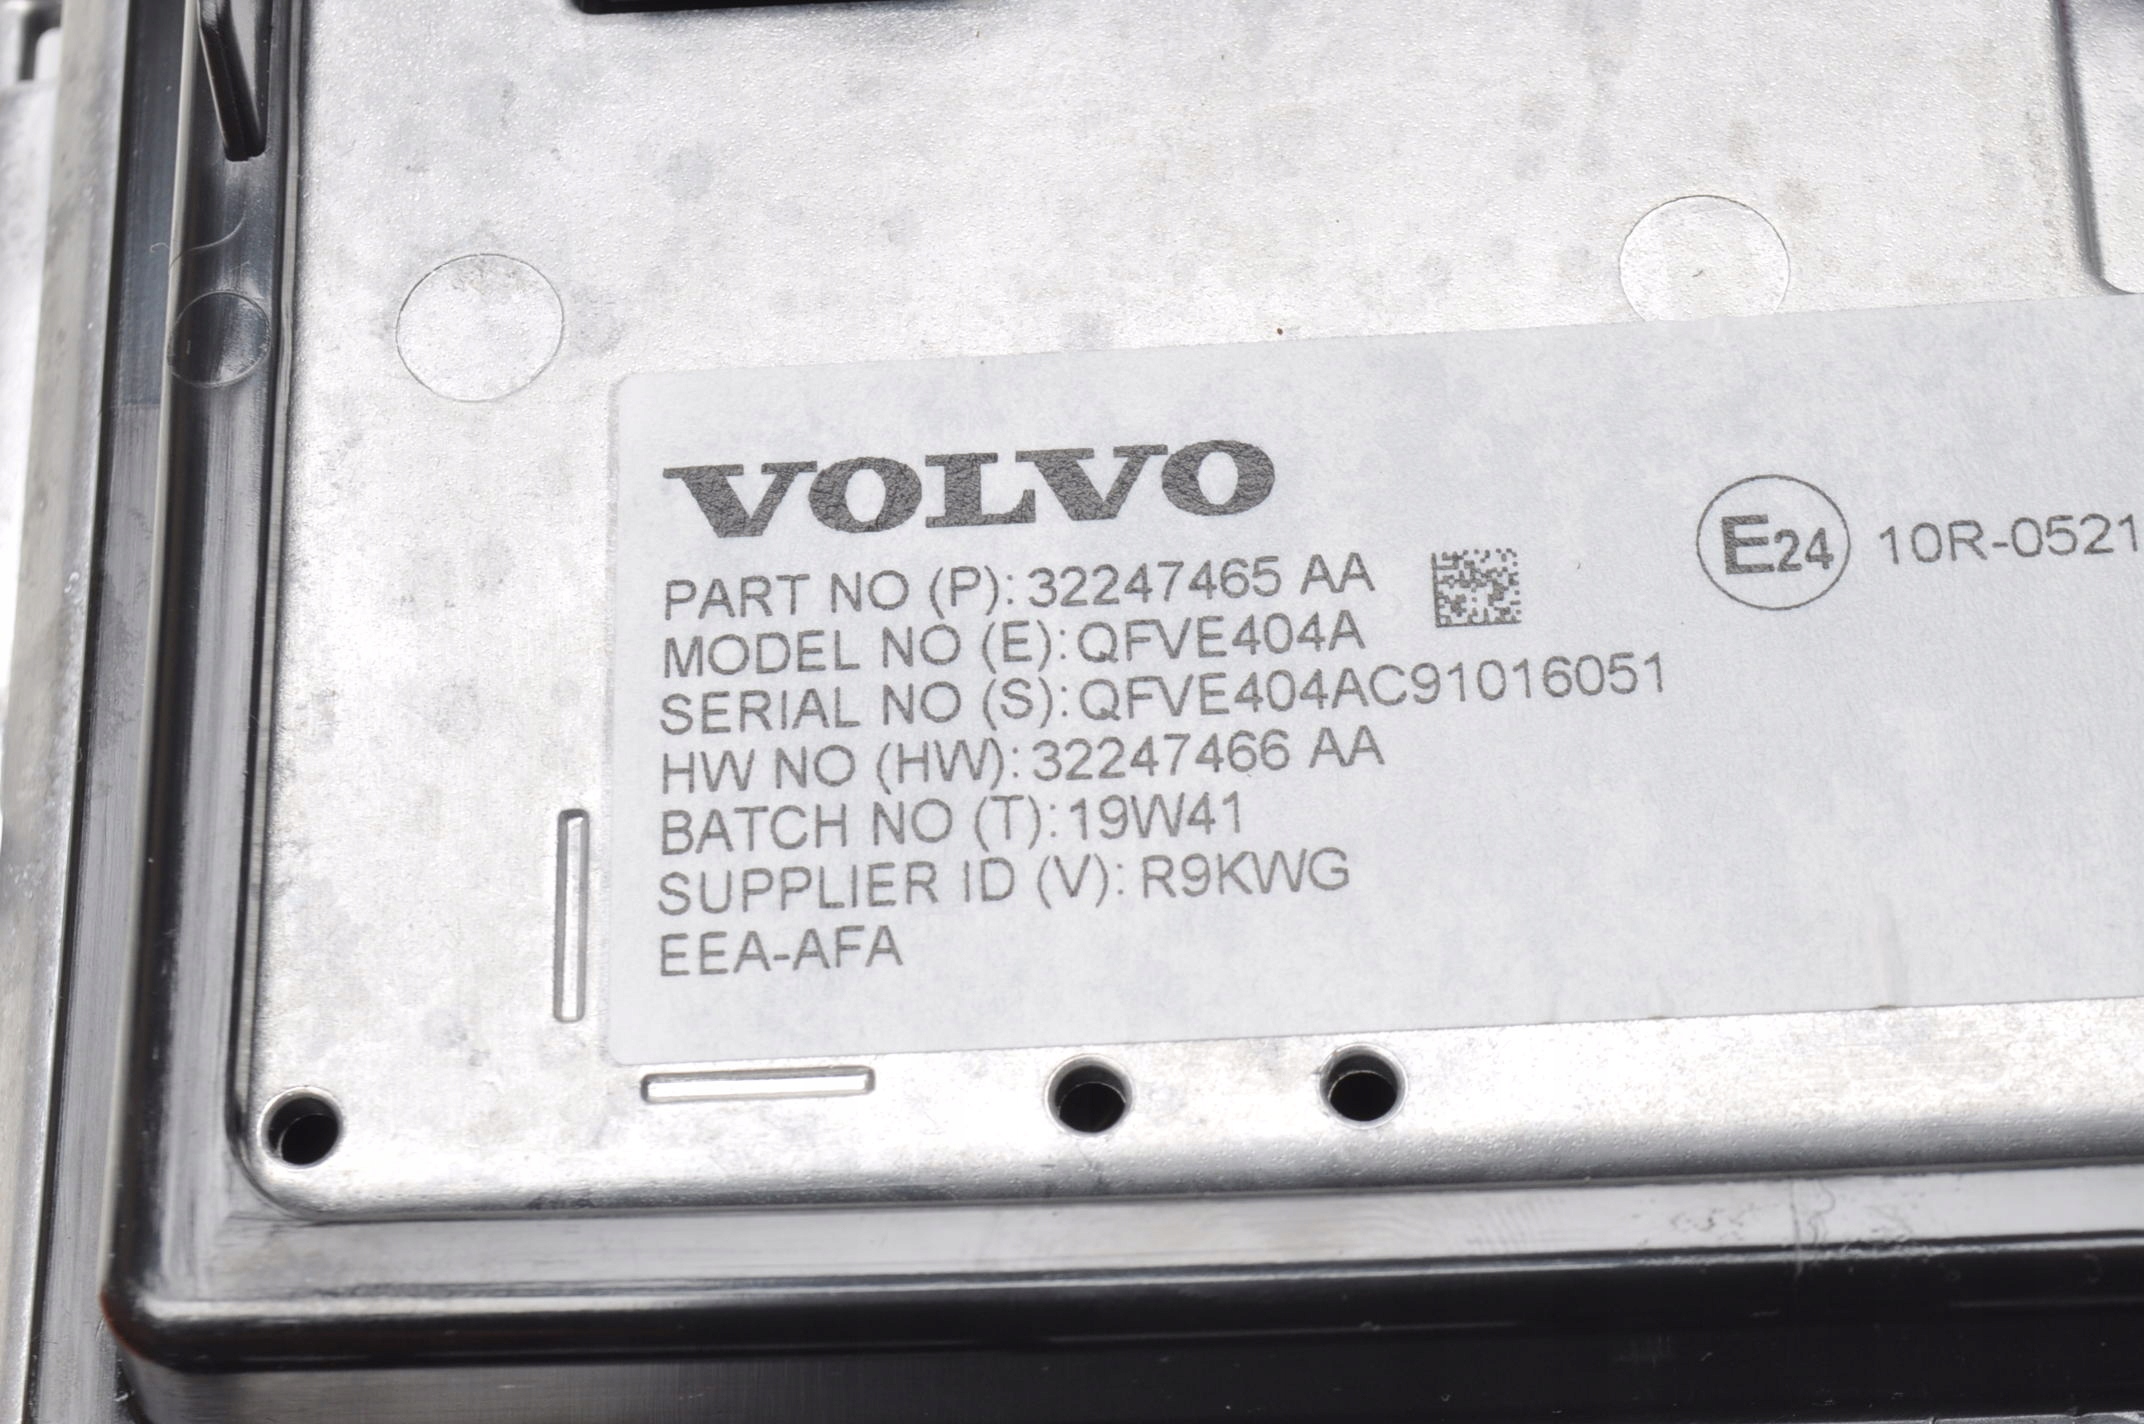 VOLVO
PART NO (P): 32247465 AA
MODEL NO (E): QFVE404A
SERIAL NO (S): QFVE404AC91016051
HW NO (HW): 32247466 AA
BATCH NO (T): 19W41
SUPPLIER ID (V): R9KWG
EEA-AFA
E24 10R-0521